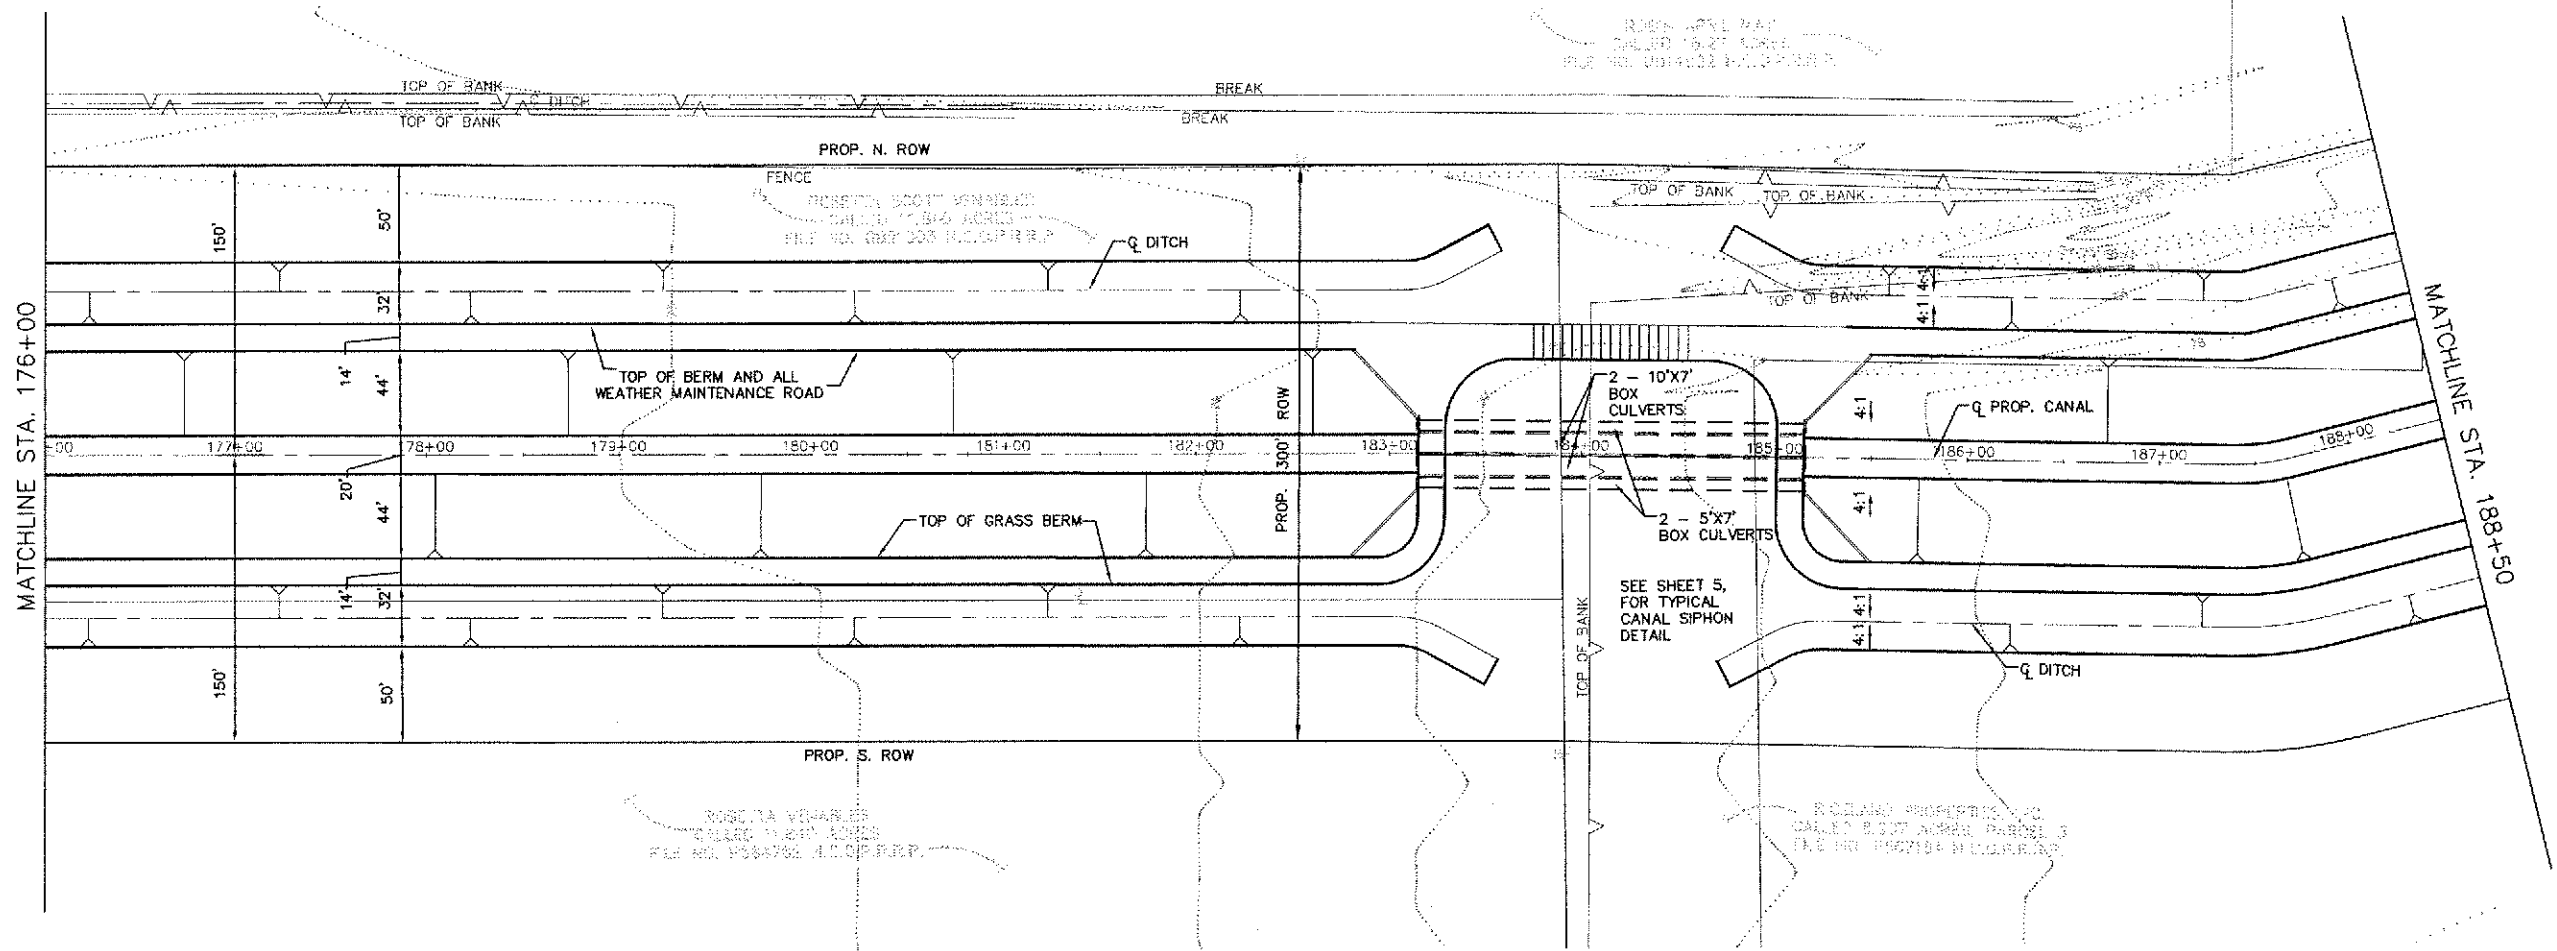 TOP OF BANK
℄ DITCH
TOP OF BANK
BREAK
BREAK
PROP. N. ROW
FENCE
TOP OF BANK
TOP OF BANK
℄ DITCH
TOP OF BANK
150'
50'
32'
14'
44'
20'
44'
14'
32'
50'
150'
4:1
4:1
4:1
4:1
4:1
4:1
TOP OF BERM AND ALL
WEATHER MAINTENANCE ROAD
PROP. 300' ROW
2 - 10'X7'
BOX
CULVERTS
℄ PROP. CANAL
MATCHLINE STA. 176+00
MATCHLINE STA. 188+50
+00
177+00
178+00
179+00
180+00
181+00
182+00
183+00
184+00
185+00
186+00
187+00
188+00
TOP OF GRASS BERM
2 - 5'X7'
BOX CULVERTS
SEE SHEET 5,
FOR TYPICAL
CANAL SIPHON
DETAIL
TOP OF BANK
℄ DITCH
PROP. S. ROW